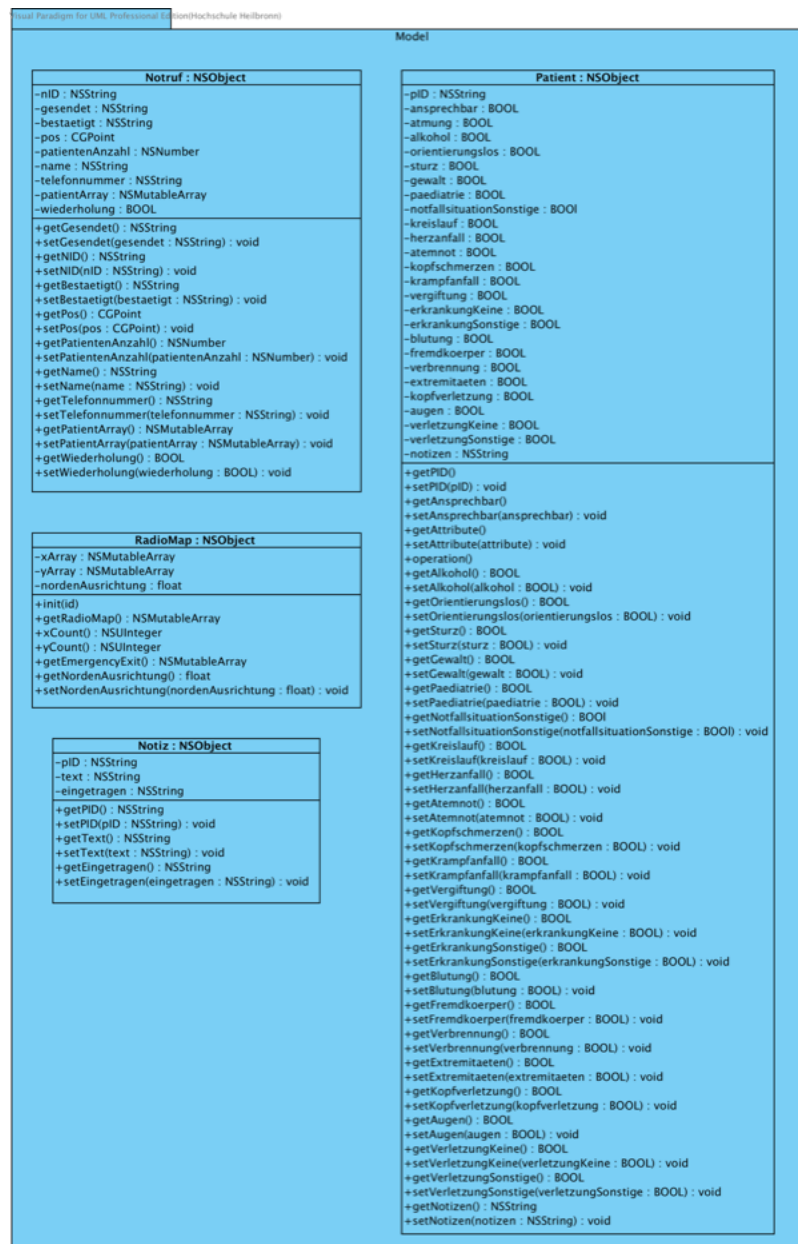 Visual Paradigm for UML Professional Edition(Hochschule Heilbronn)
Model
Notruf : NSObject
-nID : NSString
-gesendet : NSString
-bestaetigt : NSString
-pos : CGPoint
-patientenAnzahl : NSNumber
-name : NSString
-telefonnummer : NSString
-patientArray : NSMutableArray
-wiederholung : BOOL
+getGesendet() : NSString
+setGesendet(gesendet : NSString) : void
+getNID() : NSString
+setNID(nID : NSString) : void
+getBestaetigt() : NSString
+setBestaetigt(bestaetigt : NSString) : void
+getPos() : CGPoint
+setPos(pos : CGPoint) : void
+getPatientenAnzahl() : NSNumber
+setPatientenAnzahl(patientenAnzahl : NSNumber) : void
+getName() : NSString
+setName(name : NSString) : void
+getTelefonnummer() : NSString
+setTelefonnummer(telefonnummer : NSString) : void
+getPatientArray() : NSMutableArray
+setPatientArray(patientArray : NSMutableArray) : void
+getWiederholung() : BOOL
+setWiederholung(wiederholung : BOOL) : void
RadioMap : NSObject
-xArray : NSMutableArray
-yArray : NSMutableArray
-nordenAusrichtung : float
+init(id)
+getRadioMap() : NSMutableArray
+xCount() : NSUInteger
+yCount() : NSUInteger
+getEmergencyExit() : NSMutableArray
+getNordenAusrichtung() : float
+setNordenAusrichtung(nordenAusrichtung : float) : void
Notiz : NSObject
-pID : NSString
-text : NSString
-eingetragen : NSString
+getPID() : NSString
+setPID(pID : NSString) : void
+getText() : NSString
+setText(text : NSString) : void
+getEingetragen() : NSString
+setEingetragen(eingetragen : NSString) : void
Patient : NSObject
-pID : NSString
-ansprechbar : BOOL
-atmung : BOOL
-alkohol : BOOL
-orientierungslos : BOOL
-sturz : BOOL
-gewalt : BOOL
-paediatrie : BOOL
-notfallsituationSonstige : BOOl
-kreislauf : BOOL
-herzanfall : BOOL
-atemnot : BOOL
-kopfschmerzen : BOOL
-krampfanfall : BOOL
-vergiftung : BOOL
-erkrankungKeine : BOOL
-erkrankungSonstige : BOOL
-blutung : BOOL
-fremdkoerper : BOOL
-verbrennung : BOOL
-extremitaeten : BOOL
-kopfverletzung : BOOL
-augen : BOOL
-verletzungKeine : BOOL
-verletzungSonstige : BOOL
-notizen : NSString
+getPID()
+setPID(pID) : void
+getAnsprechbar()
+setAnsprechbar(ansprechbar) : void
+getAttribute()
+setAttribute(attribute) : void
+operation()
+getAlkohol() : BOOL
+setAlkohol(alkohol : BOOL) : void
+getOrientierungslos() : BOOL
+setOrientierungslos(orientierungslos : BOOL) : void
+getSturz() : BOOL
+setSturz(sturz : BOOL) : void
+getGewalt() : BOOL
+setGewalt(gewalt : BOOL) : void
+getPaediatrie() : BOOL
+setPaediatrie(paediatrie : BOOL) : void
+getNotfallsituationSonstige() : BOOl
+setNotfallsituationSonstige(notfallsituationSonstige : BOOl) : void
+getKreislauf() : BOOL
+setKreislauf(kreislauf : BOOL) : void
+getHerzanfall() : BOOL
+setHerzanfall(herzanfall : BOOL) : void
+getAtemnot() : BOOL
+setAtemnot(atemnot : BOOL) : void
+getKopfschmerzen() : BOOL
+setKopfschmerzen(kopfschmerzen : BOOL) : void
+getKrampfanfall() : BOOL
+setKrampfanfall(krampfanfall : BOOL) : void
+getVergiftung() : BOOL
+setVergiftung(vergiftung : BOOL) : void
+getErkrankungKeine() : BOOL
+setErkrankungKeine(erkrankungKeine : BOOL) : void
+getErkrankungSonstige() : BOOL
+setErkrankungSonstige(erkrankungSonstige : BOOL) : void
+getBlutung() : BOOL
+setBlutung(blutung : BOOL) : void
+getFremdkoerper() : BOOL
+setFremdkoerper(fremdkoerper : BOOL) : void
+getVerbrennung() : BOOL
+setVerbrennung(verbrennung : BOOL) : void
+getExtremitaeten() : BOOL
+setExtremitaeten(extremitaeten : BOOL) : void
+getKopfverletzung() : BOOL
+setKopfverletzung(kopfverletzung : BOOL) : void
+getAugen() : BOOL
+setAugen(augen : BOOL) : void
+getVerletzungKeine() : BOOL
+setVerletzungKeine(verletzungKeine : BOOL) : void
+getVerletzungSonstige() : BOOL
+setVerletzungSonstige(verletzungSonstige : BOOL) : void
+getNotizen() : NSString
+setNotizen(notizen : NSString) : void